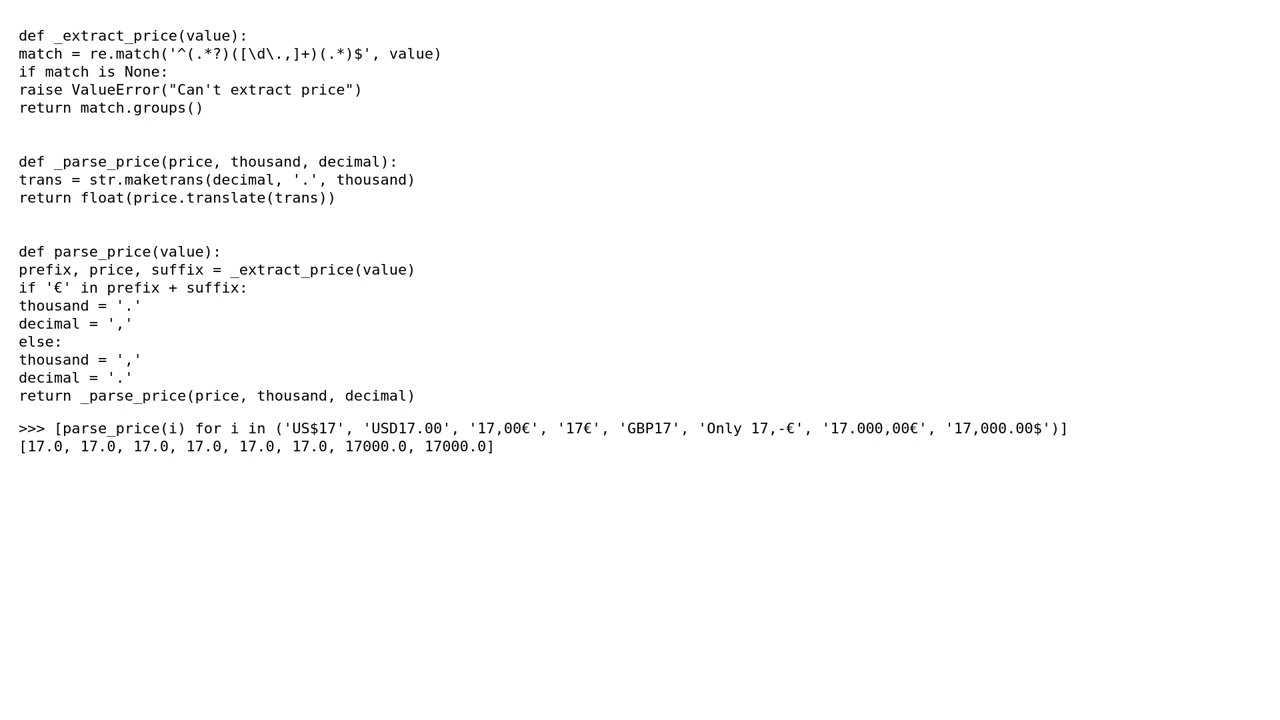 def _extract_price(value):
match = re.match('^(.*?)([\d\.,]+)(.*)$', value)
if match is None:
raise ValueError("Can't extract price")
return match.groups()
def _parse_price(price, thousand, decimal):
trans = str.maketrans(decimal, '.', thousand)
return float(price.translate(trans))
def parse_price(value):
prefix, price, suffix = _extract_price(value)
if '€' in prefix + suffix:
thousand = '.'
decimal = ','
else:
thousand = ','
decimal = '.'
return _parse_price(price, thousand, decimal)
>>> [parse_price(i) for i in ('US$17', 'USD17.00', '17,00€', '17€', 'GBP17', 'Only 17,-€', '17.000,00€', '17,000.00$')]
[17.0, 17.0, 17.0, 17.0, 17.0, 17.0, 17000.0, 17000.0]